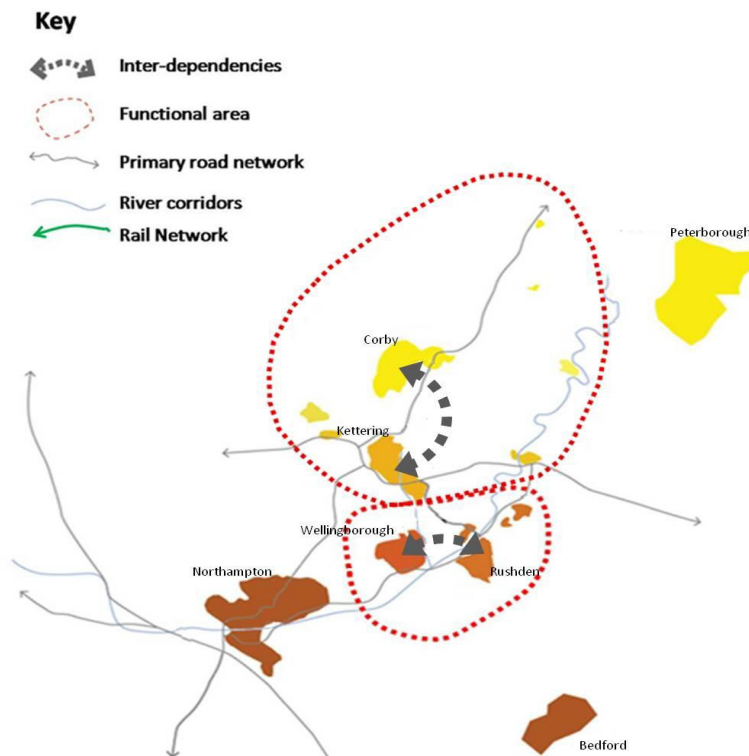 Key
Inter-dependencies
Functional area
Primary road network
River corridors
Rail Network
Peterborough
Corby
Kettering
Wellingborough
Northampton
Rushden
Bedford